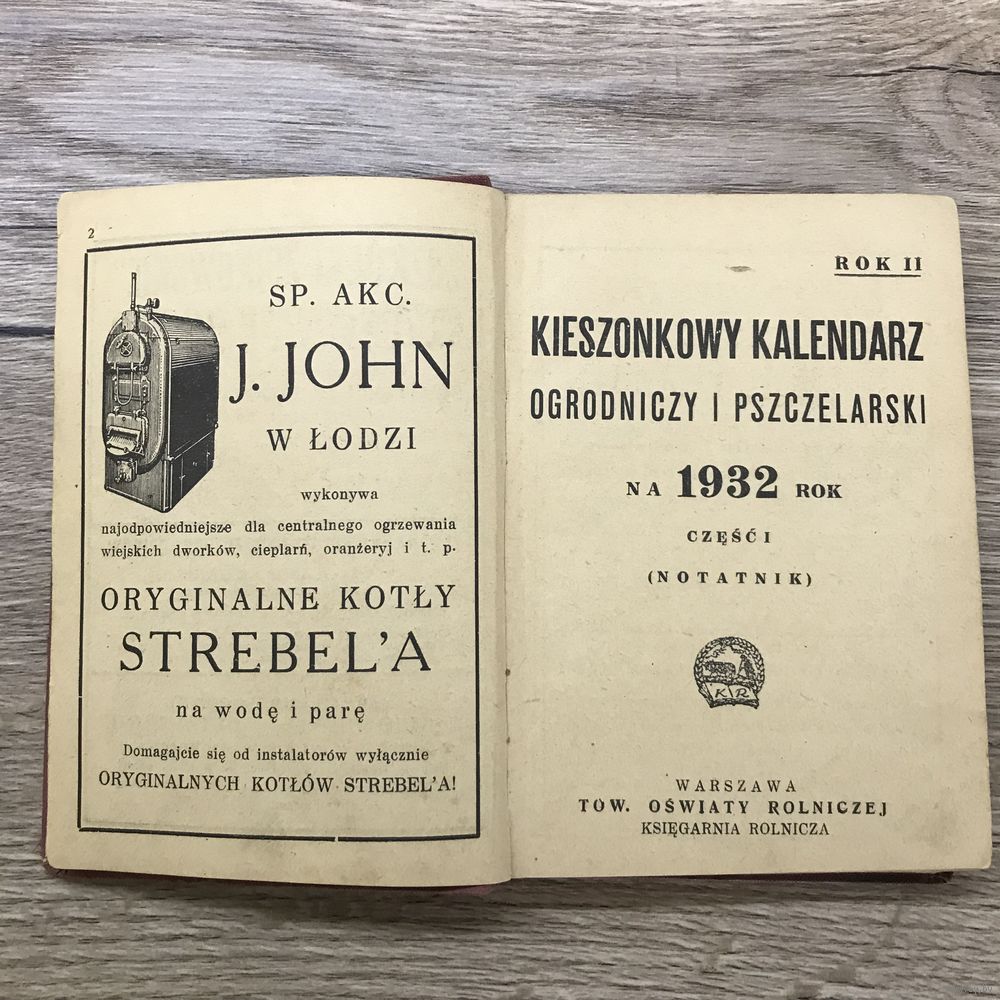 2
SP. AKC.
J. JOHN
W ŁODZI
wykonywa
najodpowiedniejsze dla centralnego ogrzewania
wiejskich dworków, cieplarń, oranżeryj i t. p.
ORYGINALNE KOTŁY
STREBEL'A
na wodę i parę
Domagajcie się od instalatorów wyłącznie
ORYGINALNYCH KOTŁÓW STREBEL'A!
ROK II
KIESZONKOWY KALENDARZ
OGRODNICZY I PSZCZELARSKI
NA 1932 ROK
CZĘŚĆ I
(NOTATNIK)
K R
WARSZAWA
TOW. OŚWIATY ROLNICZEJ
KSIĘGARNIA ROLNICZA